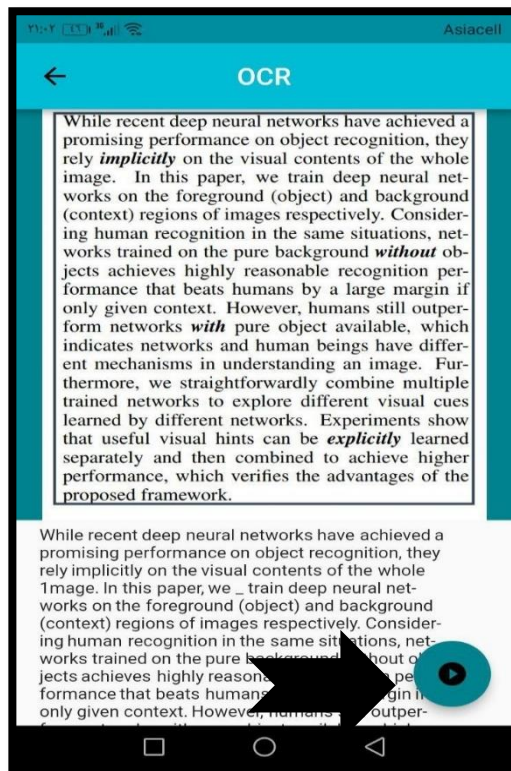 ٢١:٠٢
Asiacell
OCR
While recent deep neural networks have achieved a
promising performance on object recognition, they
rely implicitly on the visual contents of the whole
image. In this paper, we train deep neural net-
works on the foreground (object) and background
(context) regions of images respectively. Consider-
ing human recognition in the same situations, net-
works trained on the pure background without ob-
jects achieves highly reasonable recognition per-
formance that beats humans by a large margin if
only given context. However, humans still outper-
form networks with pure object available, which
indicates networks and human beings have differ-
ent mechanisms in understanding an image. Fur-
thermore, we straightforwardly combine multiple
trained networks to explore different visual cues
learned by different networks. Experiments show
that useful visual hints can be explicitly learned
separately and then combined to achieve higher
performance, which verifies the advantages of the
proposed framework.
While recent deep neural networks have achieved a
promising performance on object recognition, they
rely implicitly on the visual contents of the whole
1mage. In this paper, we _ train deep neural net-
works on the foreground (object) and background
(context) regions of images respectively. Consider-
ing human recognition in the same situations, net-
works trained on the pure
jects achieves highly
formance that beats humans
only given context. However, outper-